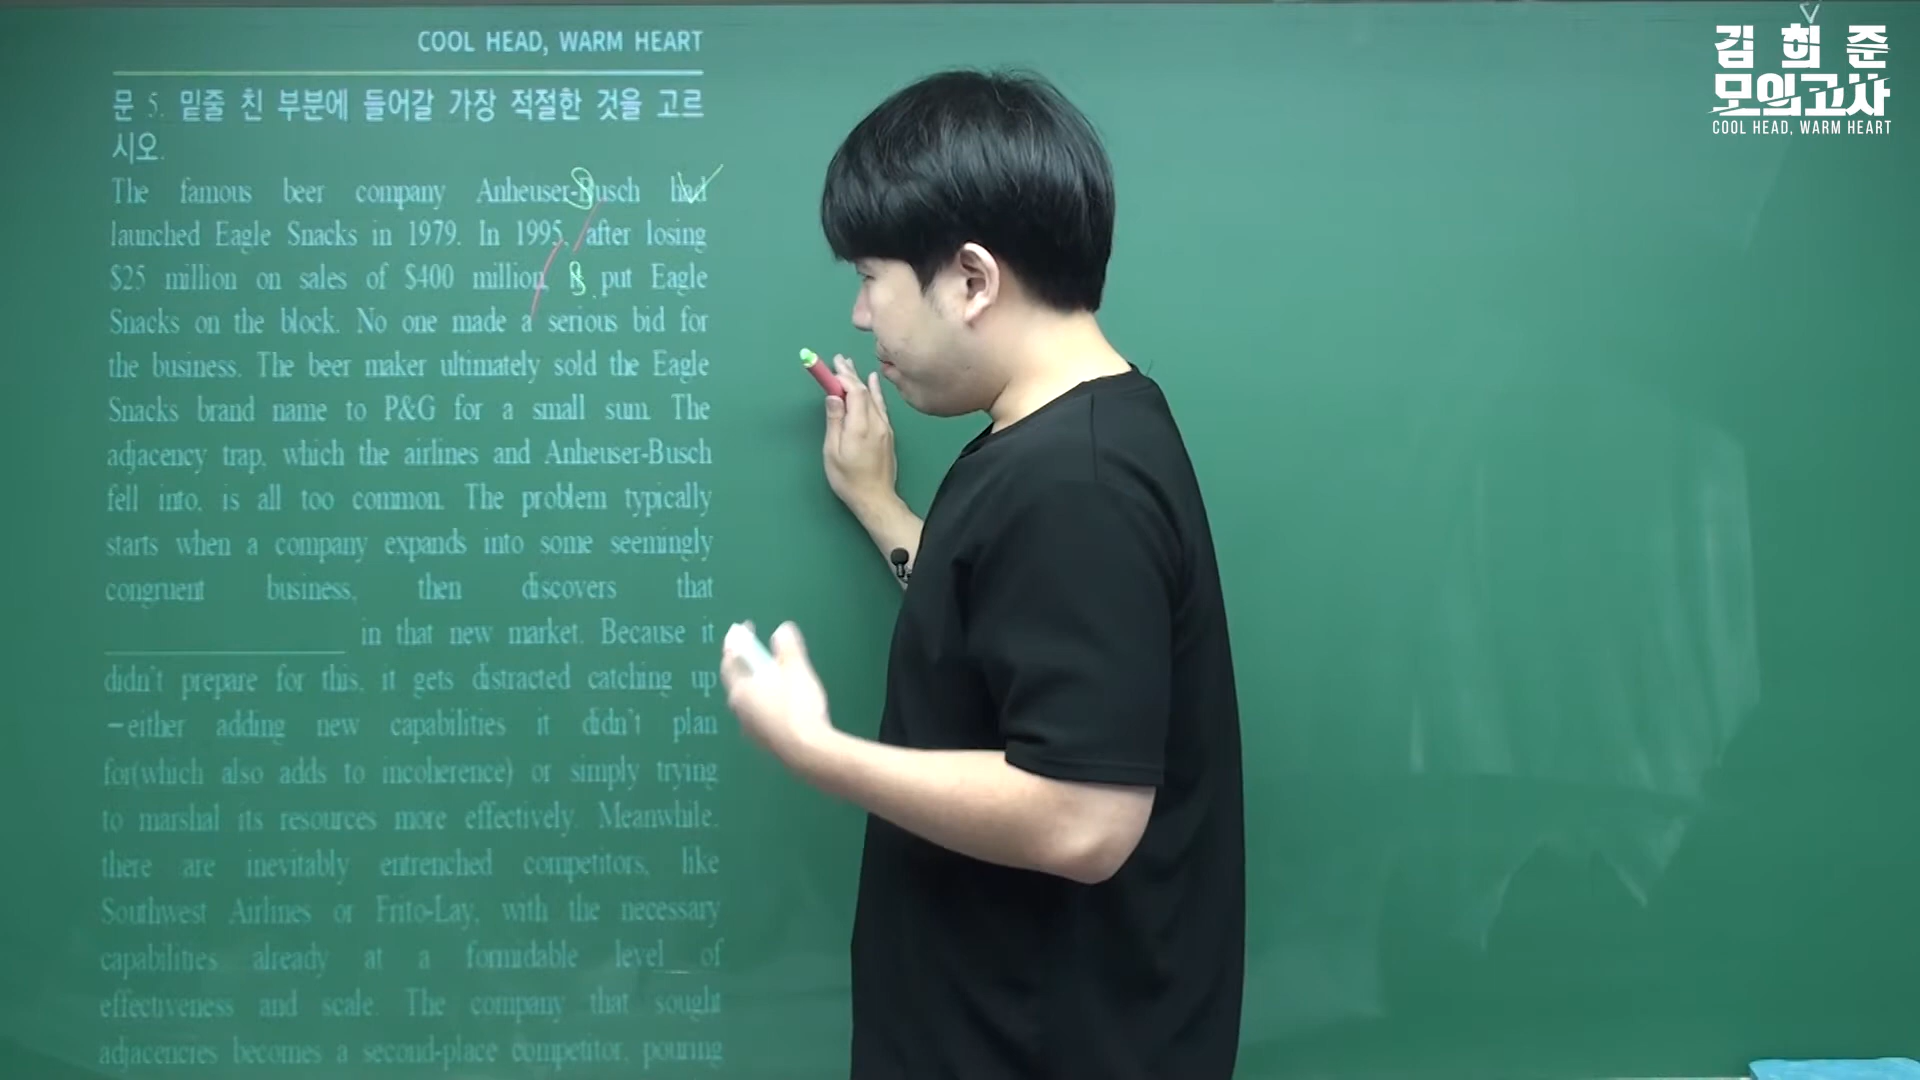 COOL HEAD, WARM HEART
문 5. 밑줄 친 부분에 들어갈 가장 적절한 것을 고르
시오.
The famous beer company Anheuser-Busch had
launched Eagle Snacks in 1979. In 1995, after losing
$25 million on sales of $400 million, it put Eagle
Snacks on the block. No one made a serious bid for
the business. The beer maker ultimately sold the Eagle
Snacks brand name to P&G for a small sum. The
adjacency trap, which the airlines and Anheuser-Busch
fell into, is all too common. The problem typically
starts when a company expands into some seemingly
congruent business, then discovers that
in that new market. Because it
didn't prepare for this, it gets distracted catching up
–either adding new capabilities it didn't plan
for(which also adds to incoherence) or simply trying
to marshal its resources more effectively. Meanwhile,
there are inevitably entrenched competitors, like
Southwest Airlines or Frito-Lay, with the necessary
capabilities already at a formidable level of
effectiveness and scale. The company that sought
adjacencies becomes a second-place competitor, pouring
김희준
모의고사
COOL HEAD, WARM HEART